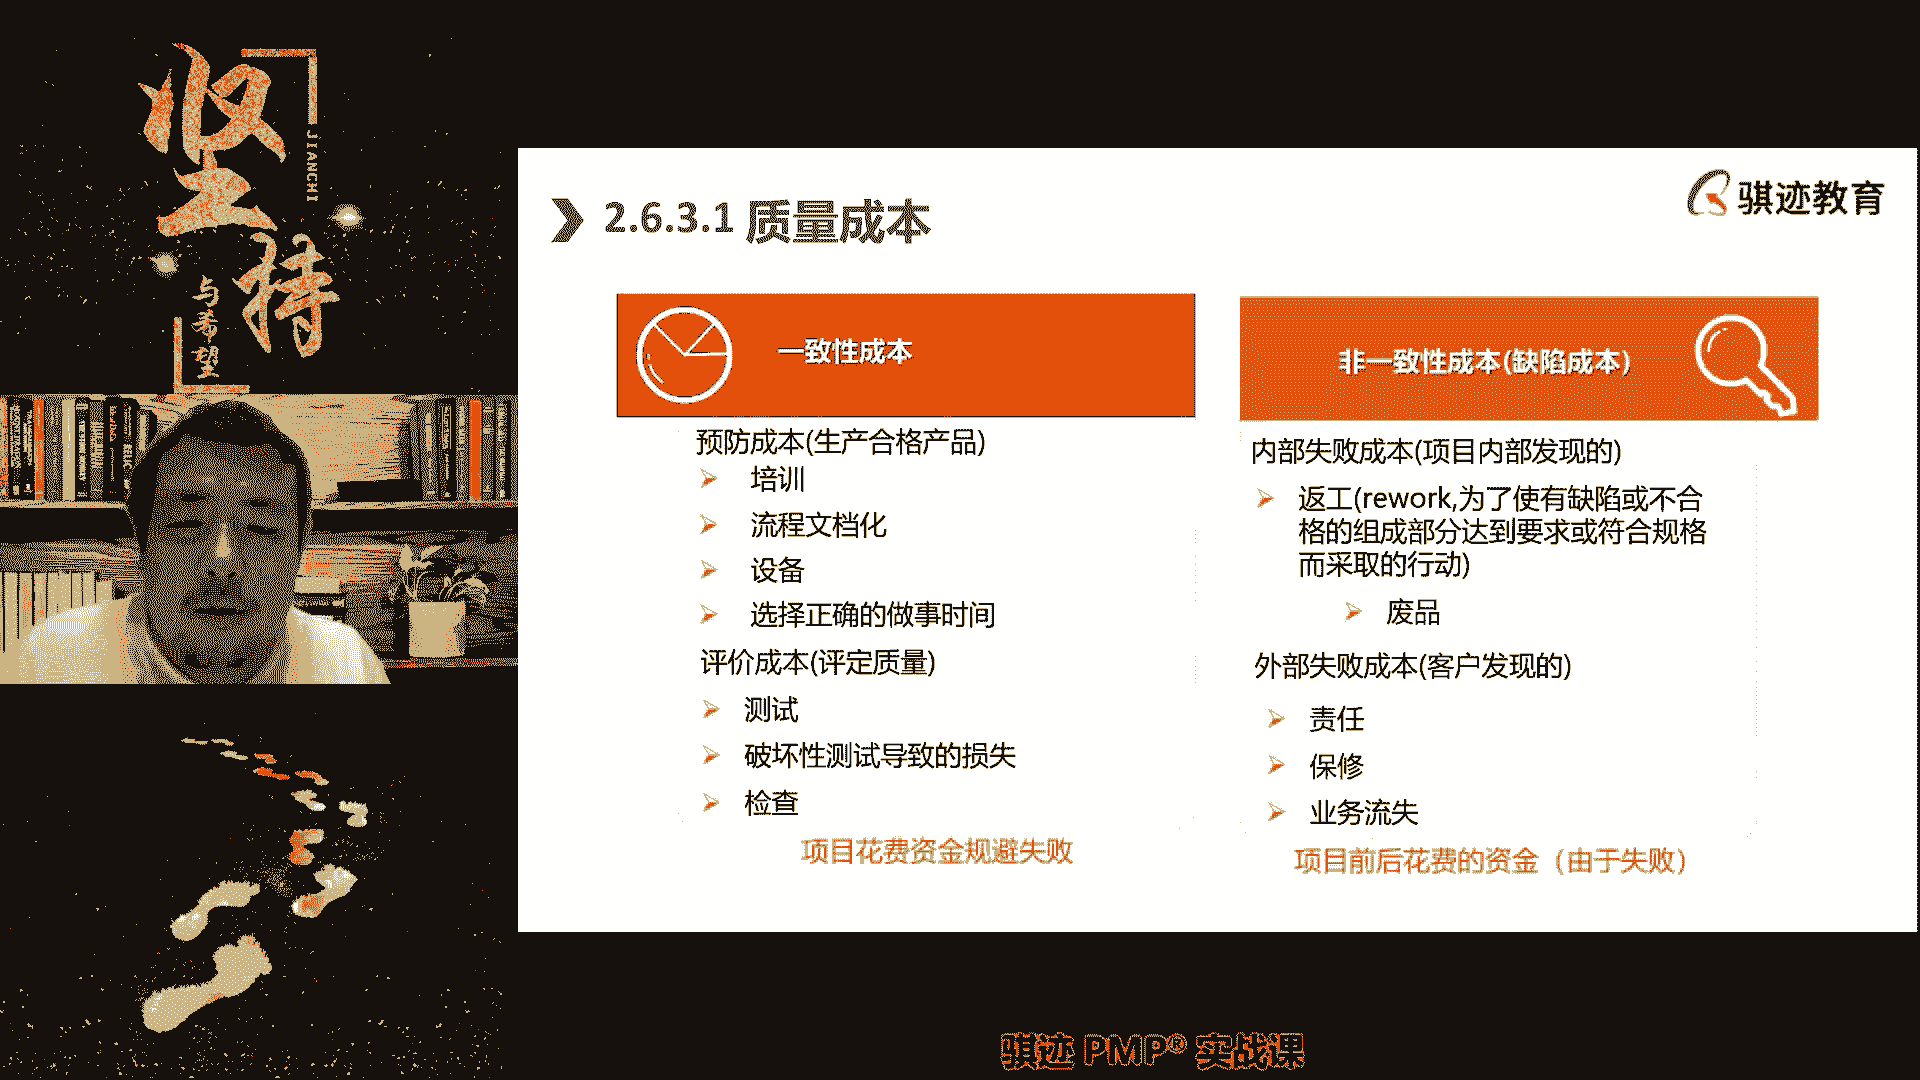 坚持
JIANCHI
与希望
骐迹教育
2.6.3.1 质量成本
一致性成本
预防成本(生产合格产品)
培训
流程文档化
设备
选择正确的做事时间
评价成本(评定质量)
测试
破坏性测试导致的损失
检查
项目花费资金规避失败
非一致性成本(缺陷成本)
内部失败成本(项目内部发现的)
返工(rework,为了使有缺陷或不合
格的组成部分达到要求或符合规格
而采取的行动)
废品
外部失败成本(客户发现的)
责任
保修
业务流失
项目前后花费的资金（由于失败）
骐迹 PMP® 实战课